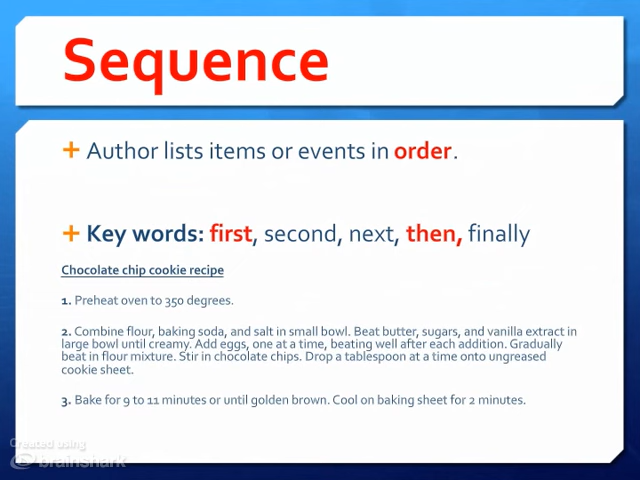 Sequence
+ Author lists items or events in order.
+ Key words: first, second, next, then, finally
Chocolate chip cookie recipe
1. Preheat oven to 350 degrees.
2. Combine flour, baking soda, and salt in small bowl. Beat butter, sugars, and vanilla extract in
large bowl until creamy. Add eggs, one at a time, beating well after each addition. Gradually
beat in flour mixture. Stir in chocolate chips. Drop a tablespoon at a time onto ungreased
cookie sheet.
3. Bake for 9 to 11 minutes or until golden brown. Cool on baking sheet for 2 minutes.
Created using
brainshark